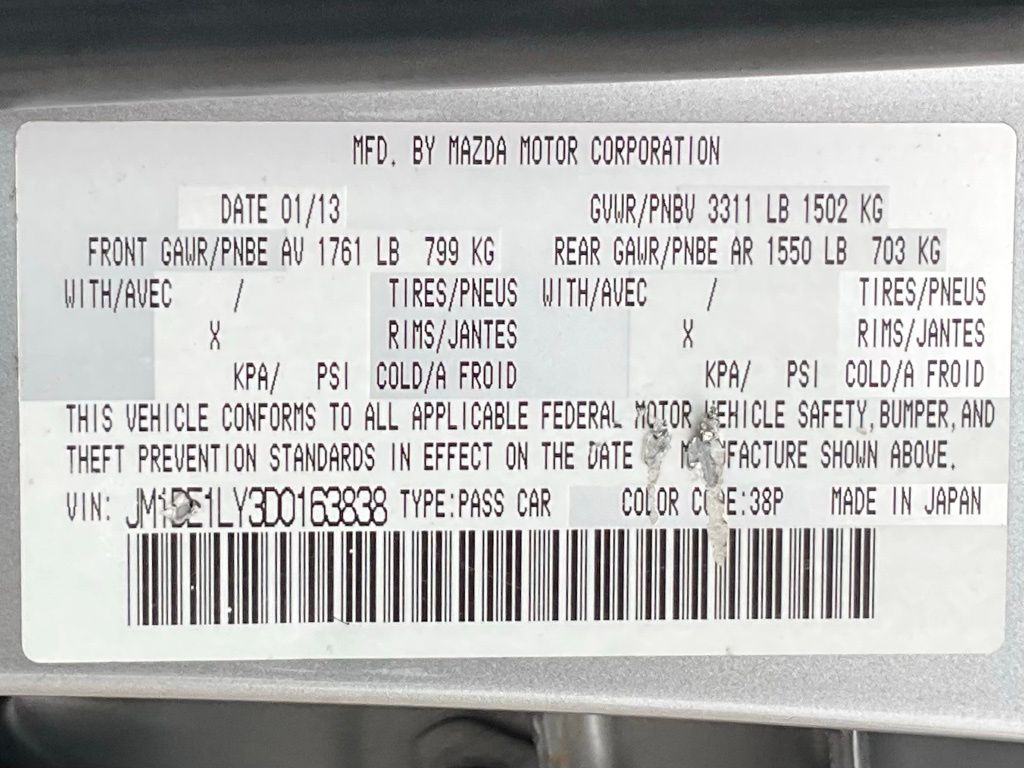 MFD. BY MAZDA MOTOR CORPORATION
DATE 01/13 GVWR/PNBV 3311 LB 1502 KG
FRONT GAWR/PNBE AV 1761 LB 799 KG REAR GAWR/PNBE AR 1550 LB 703 KG
WITH/AVEC / TIRES/PNEUS WITH/AVEC / TIRES/PNEUS
X RIMS/JANTES X RIMS/JANTES
KPA/ PSI COLD/A FROID KPA/ PSI COLD/A FROID
THIS VEHICLE CONFORMS TO ALL APPLICABLE FEDERAL MOTOR VEHICLE SAFETY, BUMPER, AND
THEFT PREVENTION STANDARDS IN EFFECT ON THE DATE MANUFACTURE SHOWN ABOVE.
VIN: JM1DE1LY3D0163838 TYPE:PASS CAR COLOR CODE:38P MADE IN JAPAN